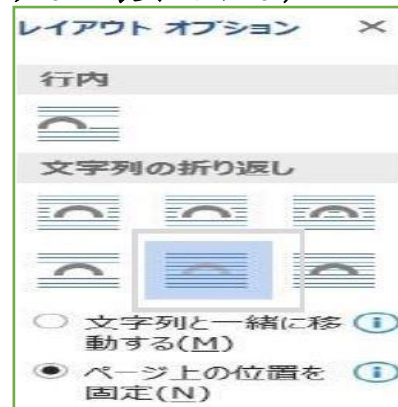 レイアウト オプション
行内
文字列の折り返し
文字列と一緒に移
動する(M)
ページ上の位置を
固定(N)